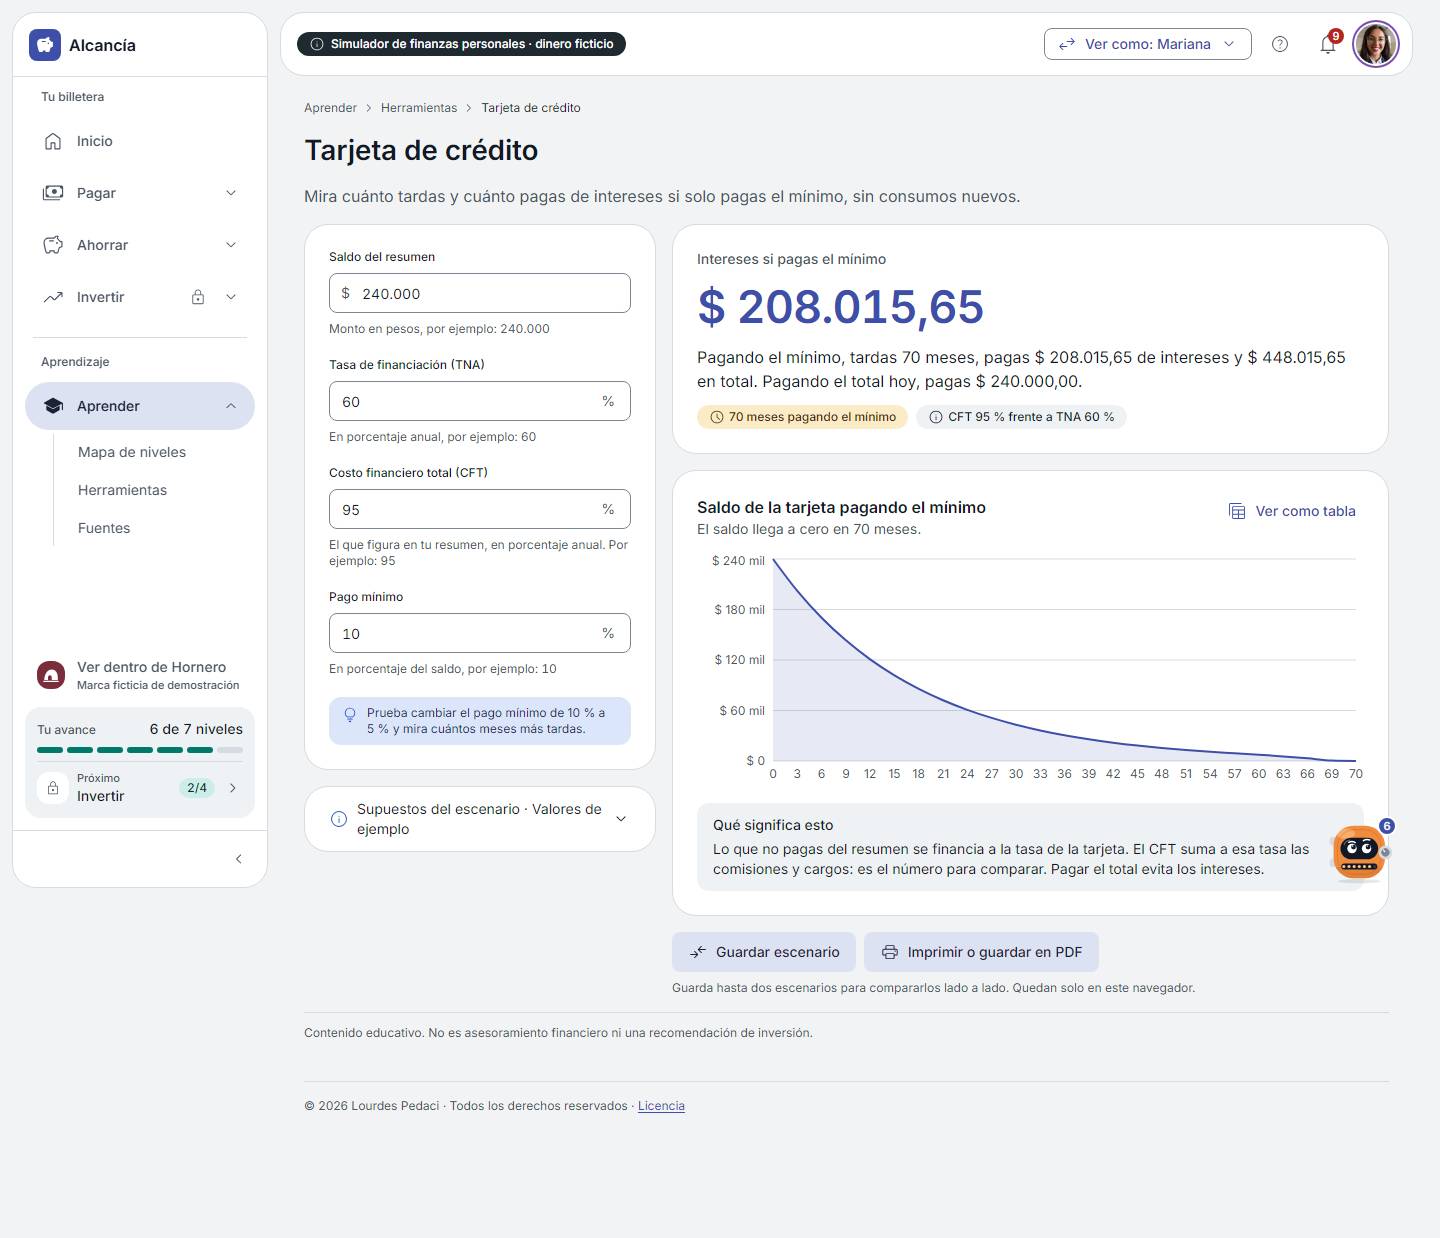 Alcancía
Simulador de finanzas personales · dinero ficticio
Ver como: Mariana
9
Tu billetera
Inicio
Pagar
Ahorrar
Invertir
Aprendizaje
Aprender
Mapa de niveles
Herramientas
Fuentes
Ver dentro de Hornero
Marca ficticia de demostración
Tu avance 6 de 7 niveles
Próximo
Invertir
2/4
Aprender > Herramientas > Tarjeta de crédito
Tarjeta de crédito
Mira cuánto tardas y cuánto pagas de intereses si solo pagas el mínimo, sin consumos nuevos.
Saldo del resumen
$ 240.000
Monto en pesos, por ejemplo: 240.000
Tasa de financiación (TNA)
60 %
En porcentaje anual, por ejemplo: 60
Costo financiero total (CFT)
95 %
El que figura en tu resumen, en porcentaje anual. Por
ejemplo: 95
Pago mínimo
10 %
En porcentaje del saldo, por ejemplo: 10
Prueba cambiar el pago mínimo de 10 % a
5 % y mira cuántos meses más tardas.
Supuestos del escenario · Valores de
ejemplo
Intereses si pagas el mínimo
$ 208.015,65
Pagando el mínimo, tardas 70 meses, pagas $ 208.015,65 de intereses y $ 448.015,65
en total. Pagando el total hoy, pagas $ 240.000,00.
70 meses pagando el mínimo
CFT 95 % frente a TNA 60 %
Saldo de la tarjeta pagando el mínimo
El saldo llega a cero en 70 meses.
Ver como tabla
$ 240 mil
$ 180 mil
$ 120 mil
$ 60 mil
$ 0
0 3 6 9 12 15 18 21 24 27 30 33 36 39 42 45 48 51 54 57 60 63 66 69 70
Qué significa esto
Lo que no pagas del resumen se financia a la tasa de la tarjeta. El CFT suma a esa tasa las
comisiones y cargos: es el número para comparar. Pagar el total evita los intereses.
6
Guardar escenario
Imprimir o guardar en PDF
Guarda hasta dos escenarios para compararlos lado a lado. Quedan solo en este navegador.
Contenido educativo. No es asesoramiento financiero ni una recomendación de inversión.
© 2026 Lourdes Pedaci · Todos los derechos reservados · Licencia